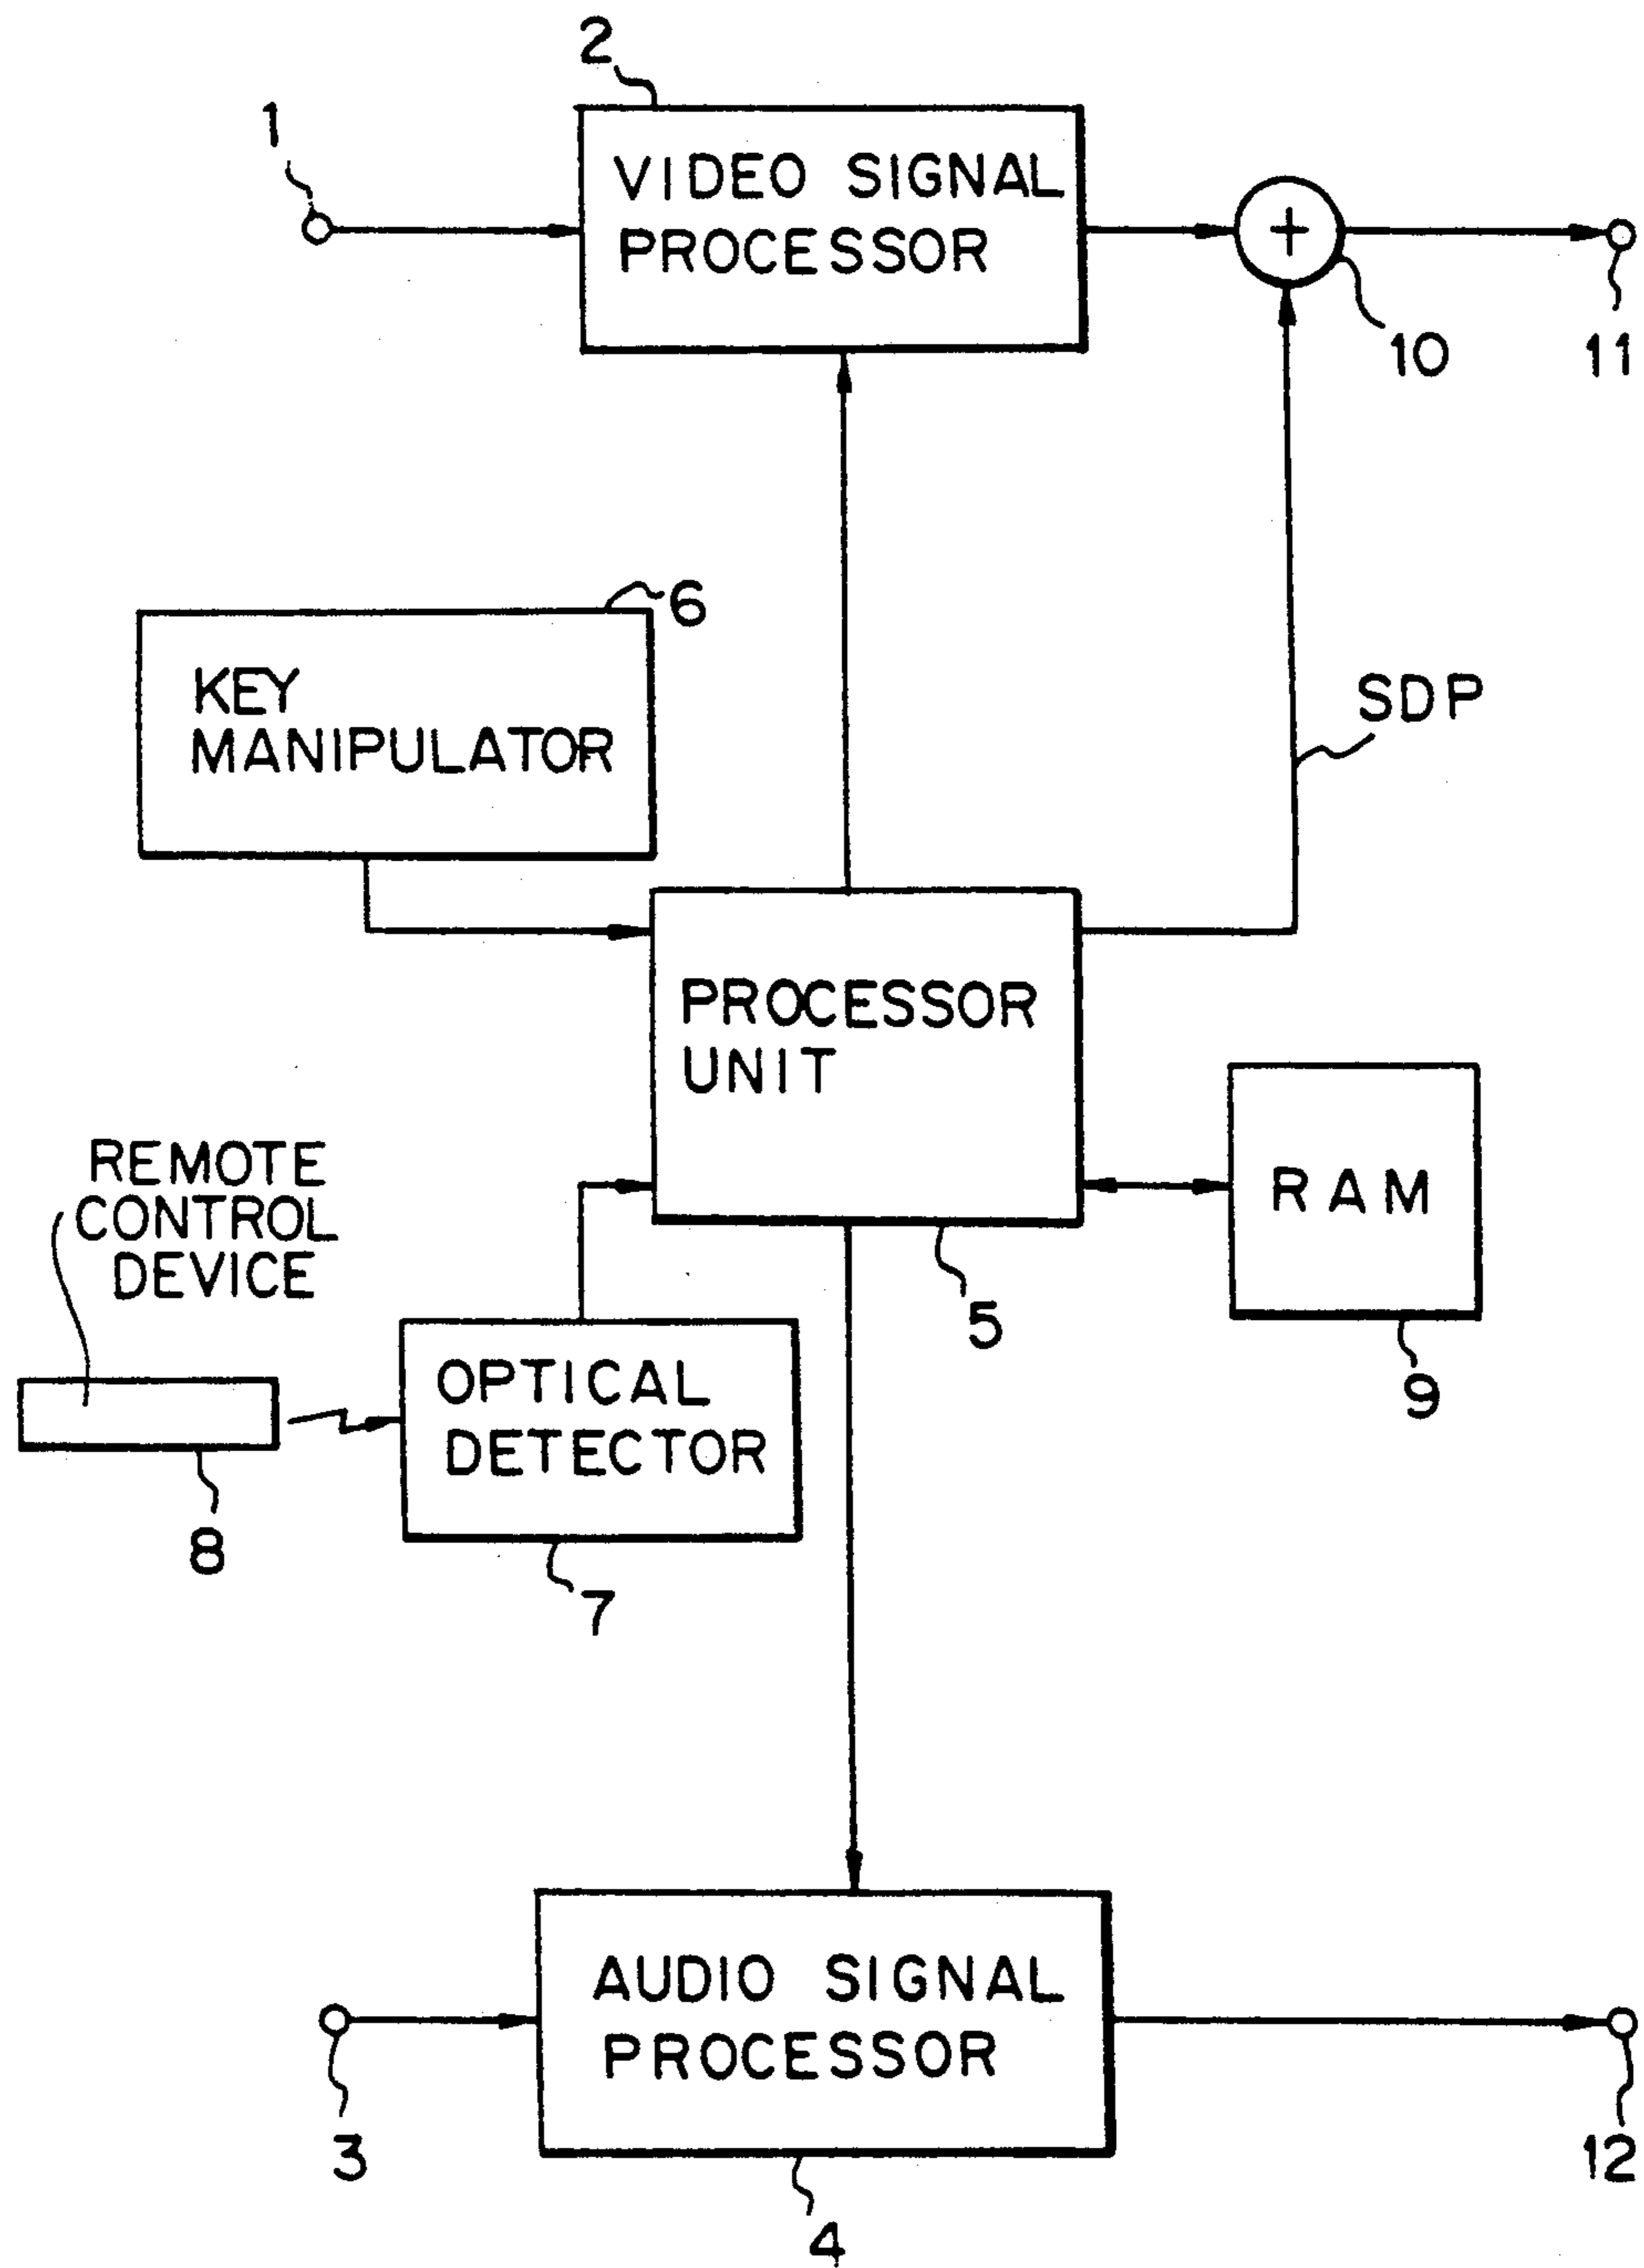 2
1
VIDEO SIGNAL
PROCESSOR
+
10
11
6
KEY
MANIPULATOR
SDP
PROCESSOR
UNIT
REMOTE
CONTROL
DEVICE
RAM
5
OPTICAL
DETECTOR
9
8
7
AUDIO SIGNAL
PROCESSOR
3
12
4